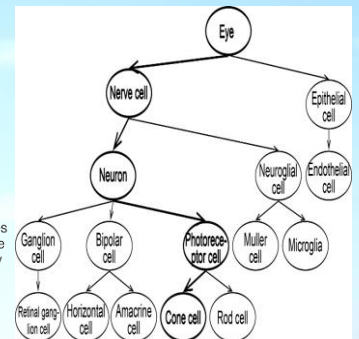 Eye
Nerve cell
Epithelial
cell
Neuron
Neuroglial
cell
Endothelial
cell
Ganglion
cell
Bipolar
cell
Photorece-
ptor cell
Muller
cell
Microglia
Retinal gang-
lion cell
Horizontal
cell
Amacrine
cell
Cone cell
Rod cell